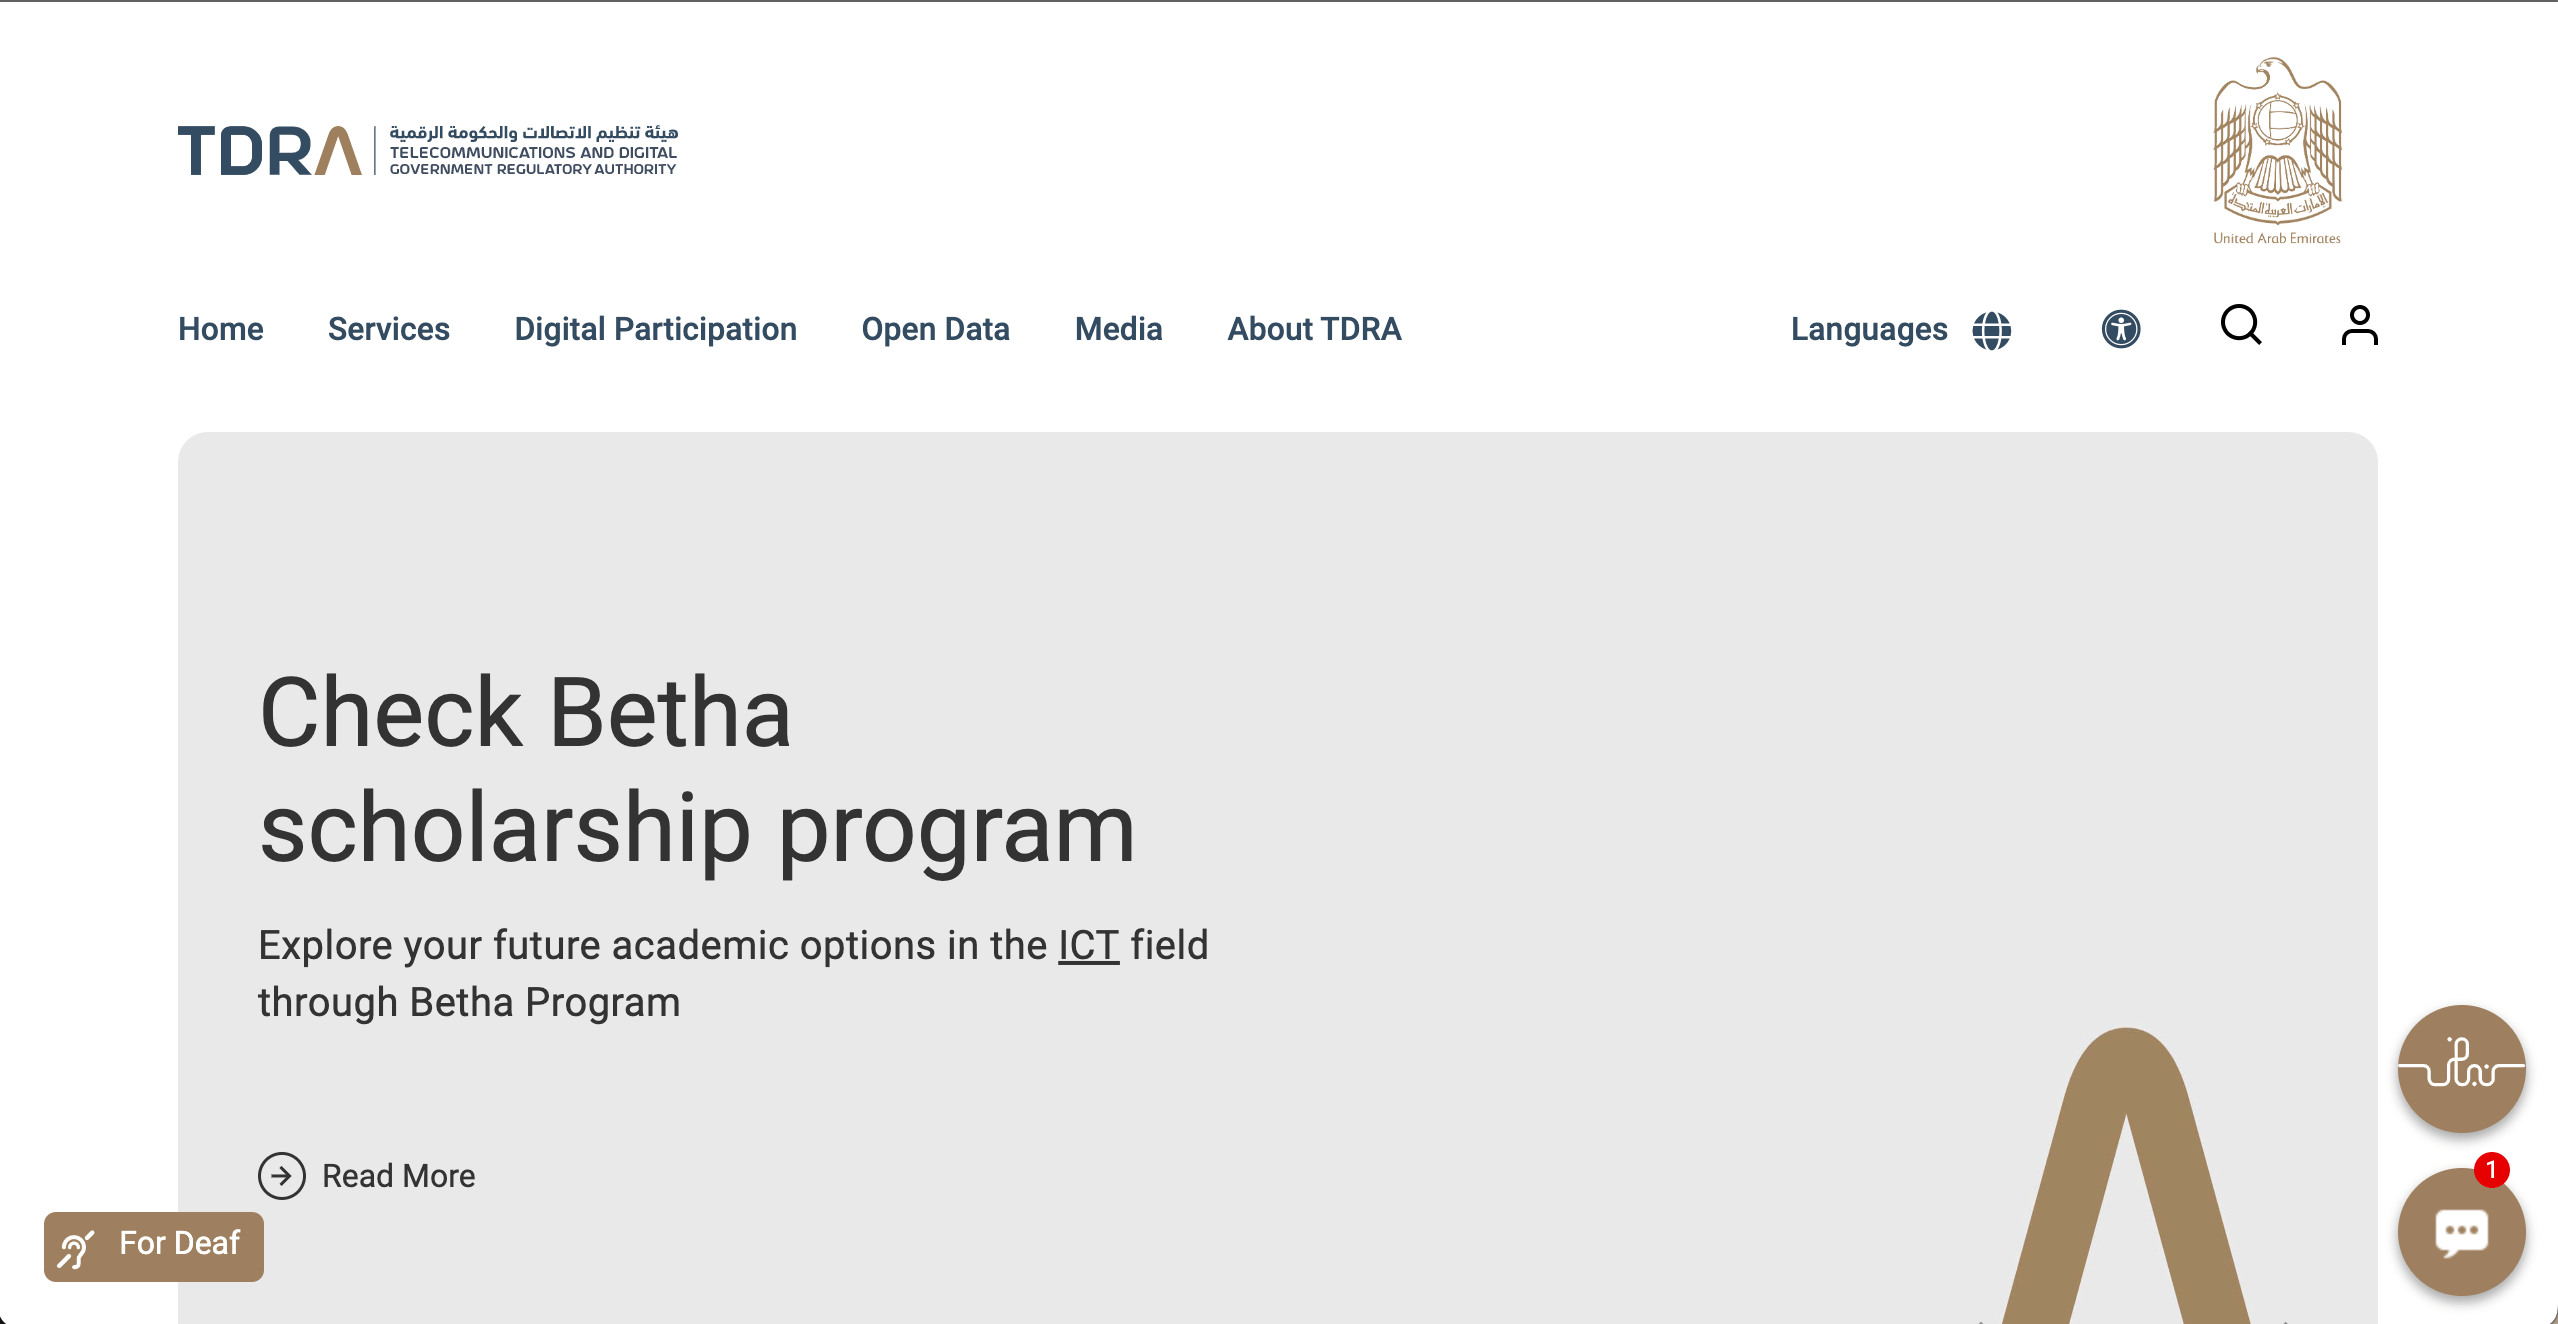 TDRA
هيئة تنظيم الاتصالات والحكومة الرقمية
TELECOMMUNICATIONS AND DIGITAL
GOVERNMENT REGULATORY AUTHORITY
الإمارات العربية المتحدة
United Arab Emirates
Home Services Digital Participation Open Data Media About TDRA Languages
Check Betha
scholarship program
Explore your future academic options in the ICT field
through Betha Program
Read More
For Deaf
1